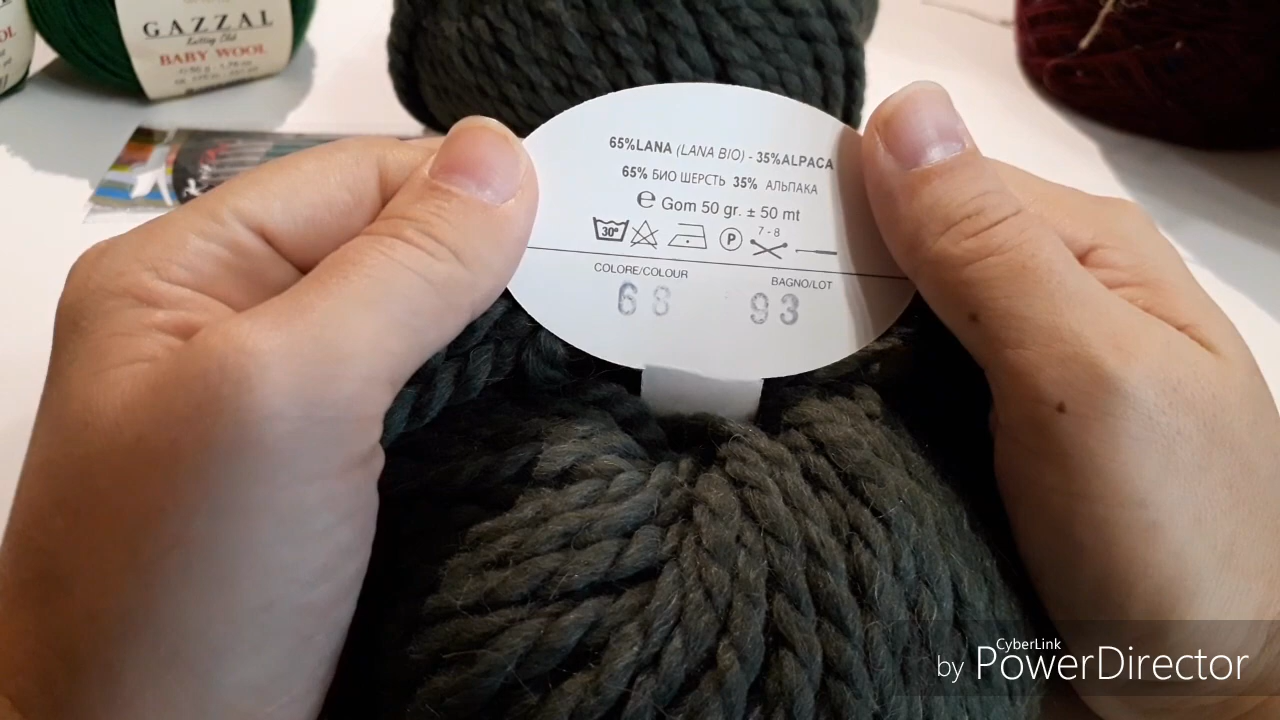 GAZZAL
BABY WOOL
65%LANA (LANA BIO) - 35%ALPACA
65% БИО ШЕРСТЬ 35% АЛЬПАКА
e Gom 50 gr. ± 50 mt
30° P 7 - 8
COLORE/COLOUR BAGNO/LOT
68 93
CyberLink
by PowerDirector